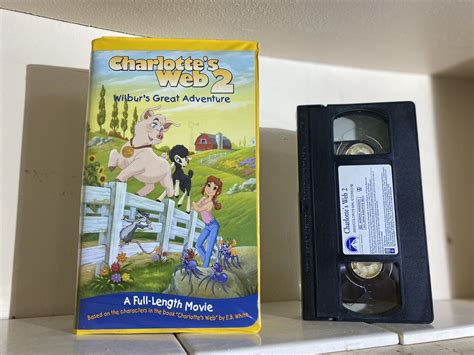 Charlotte's
Web 2
Wilbur's Great Adventure
A Full-Length Movie
Based on the characters in the book "Charlotte's Web" by E.B. White
Charlotte's Web 2